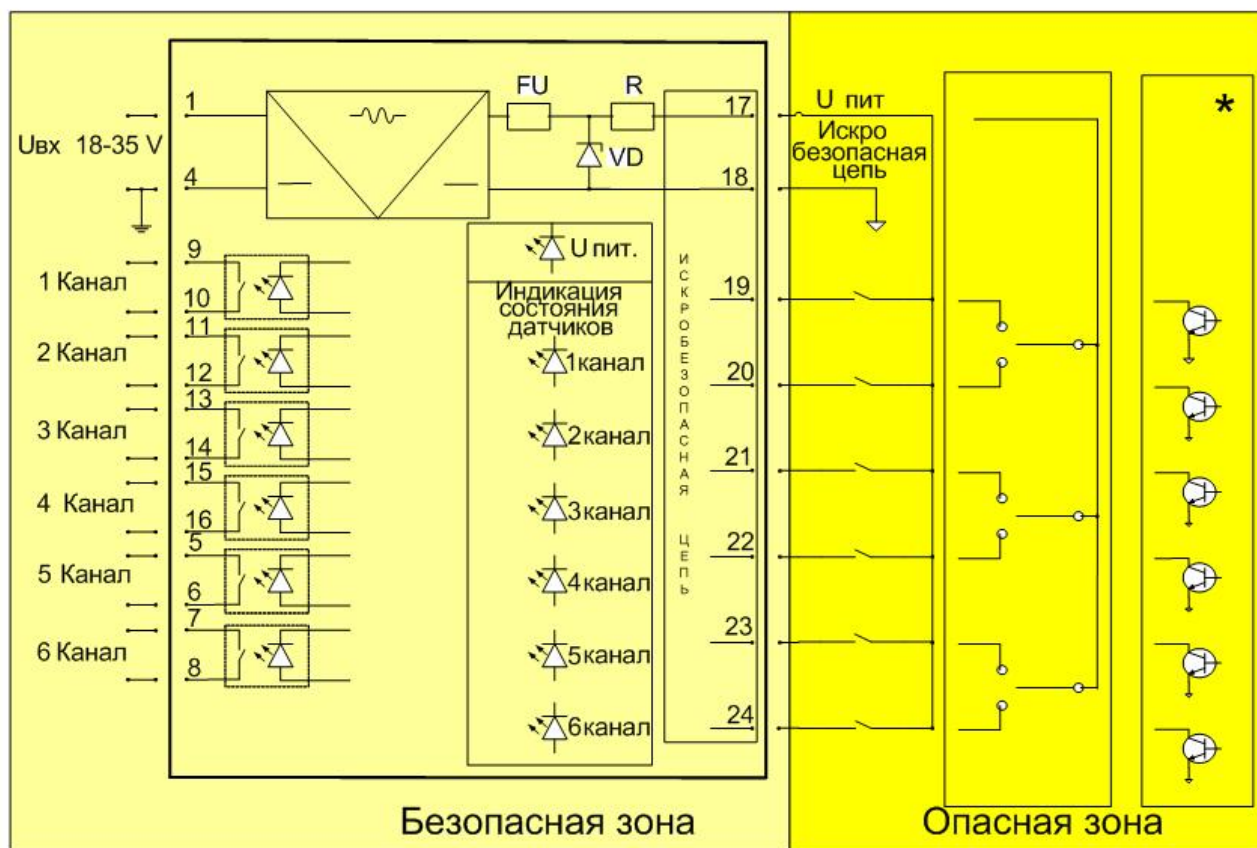 1
FU
R
17
U пит
*
Uвх 18-35 V
VD
Искро
безопасная
цепь
4
18
9
U пит.
1 Канал
10
Индикация
состояния
датчиков
19
11
2 Канал
12
1канал
20
13
3 Канал
14
2канал
21
15
4 Канал
16
3канал
22
5
5 Канал
6
4канал
7
6 Канал
8
5канал
23
6канал
24
ИСКРОБЕЗОПАСНАЯ ЦЕПЬ
Безопасная зона
Опасная зона